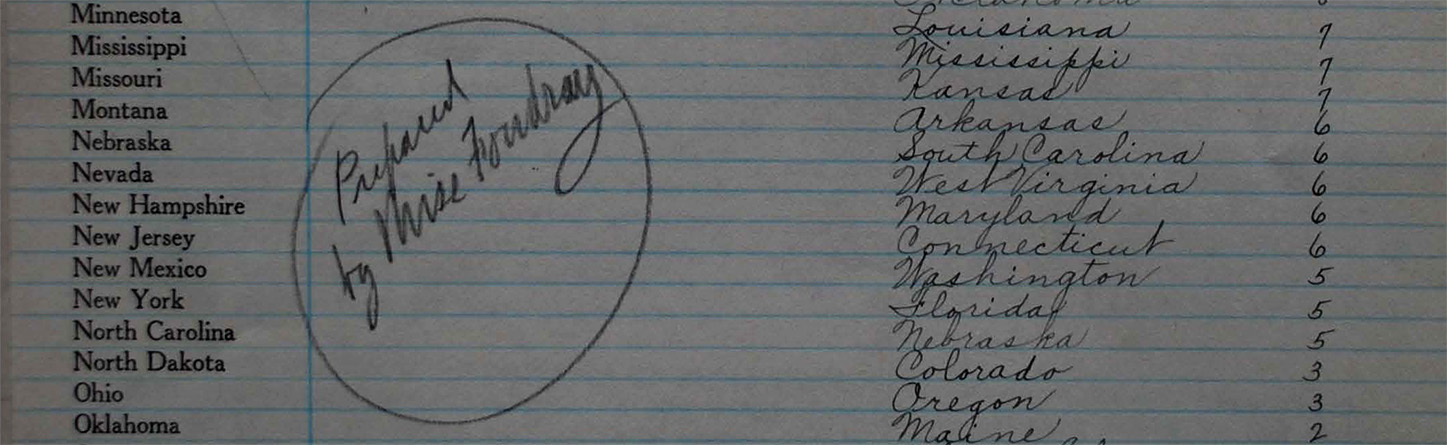 Minnesota
Mississippi
Missouri
Montana
Nebraska
Nevada
New Hampshire
New Jersey
New Mexico
New York
North Carolina
North Dakota
Ohio
Oklahoma
Prepared
by Miss Foudray
Louisiana 7
Mississippi 7
Kansas 7
Arkansas 6
South Carolina 6
West Virginia 6
Maryland 6
Connecticut 6
Washington 5
Florida 5
Nebraska 5
Colorado 3
Oregon 3
Maine 2